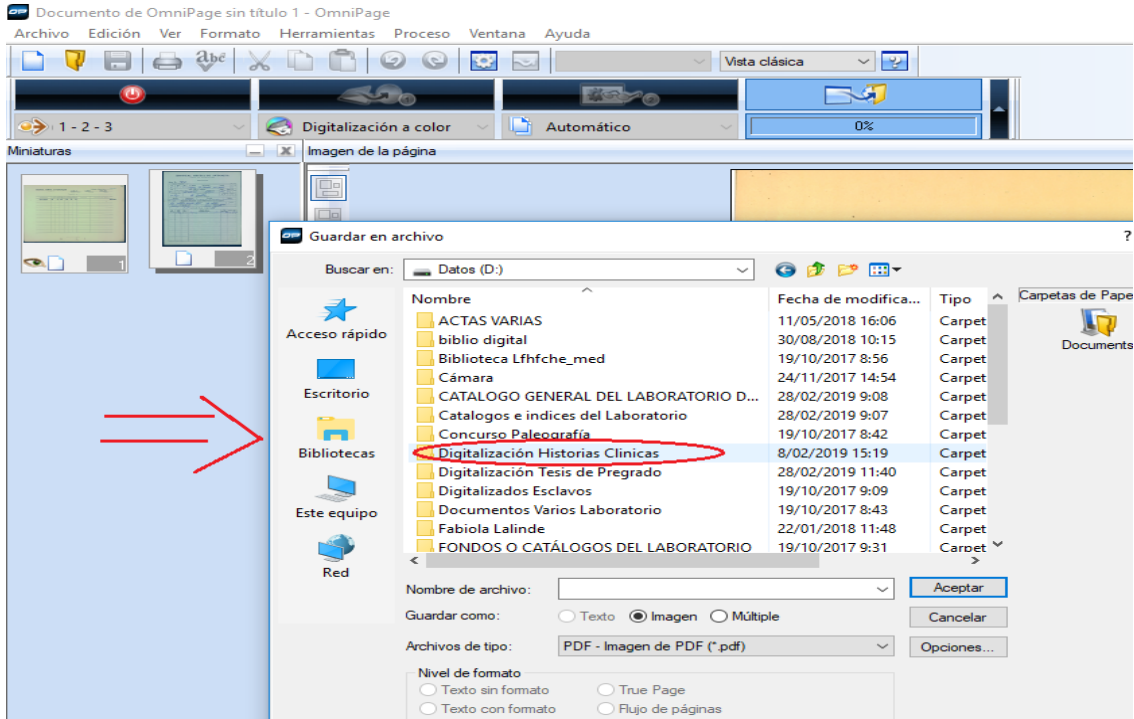 OP Documento de OmniPage sin título 1 - OmniPage
Archivo Edición Ver Formato Herramientas Proceso Ventana Ayuda
abc Vista clásica
1 - 2 - 3 Digitalización a color Automático 0%
Miniaturas Imagen de la página
1 2
OP Guardar en archivo ?
Buscar en: Datos (D:)
Nombre Fecha de modifica... Tipo Carpetas de Pape
ACTAS VARIAS 11/05/2018 16:06 Carpet
Acceso rápido biblio digital 30/08/2018 10:15 Carpet Documents
Biblioteca Lfhfche_med 19/10/2017 8:56 Carpet
Cámara 24/11/2017 14:54 Carpet
Escritorio CATALOGO GENERAL DEL LABORATORIO D... 28/02/2019 9:08 Carpet
Catalogos e indices del Laboratorio 28/02/2019 9:07 Carpet
Concurso Paleografía 19/10/2017 8:42 Carpet
Bibliotecas Digitalización Historias Clinicas 8/02/2019 15:19 Carpet
Digitalización Tesis de Pregrado 28/02/2019 11:40 Carpet
Digitalizados Esclavos 19/10/2017 9:09 Carpet
Este equipo Documentos Varios Laboratorio 19/10/2017 8:43 Carpet
Fabiola Lalinde 22/01/2018 11:48 Carpet
FONDOS O CATÁLOGOS DEL LABORATORIO 19/10/2017 9:31 Carpet
Red
Nombre de archivo: Aceptar
Guardar como: Texto Imagen Múltiple Cancelar
Archivos de tipo: PDF - Imagen de PDF (*.pdf) Opciones...
Nivel de formato
Texto sin formato True Page
Texto con formato Flujo de páginas